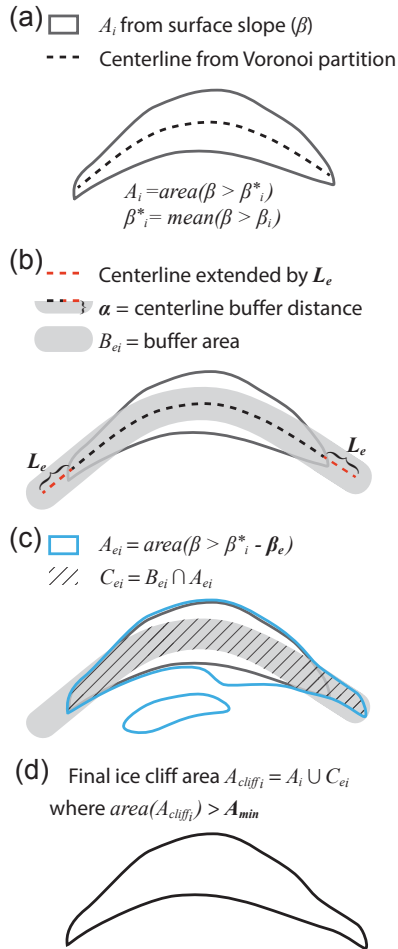 (a)
Aᵢ from surface slope (β)
Centerline from Voronoi partition
Aᵢ =area(β > β*ᵢ)
β*ᵢ= mean(β > βᵢ)
(b)
Centerline extended by Lₑ
α = centerline buffer distance
Bₑᵢ = buffer area
Lₑ
Lₑ
(c)
Aₑᵢ = area(β > β*ᵢ - βₑ)
Cₑᵢ = Bₑᵢ ∩ Aₑᵢ
(d)
Final ice cliff area A_cliffᵢ = Aᵢ ∪ Cₑᵢ
where area(A_cliffᵢ) > A_min